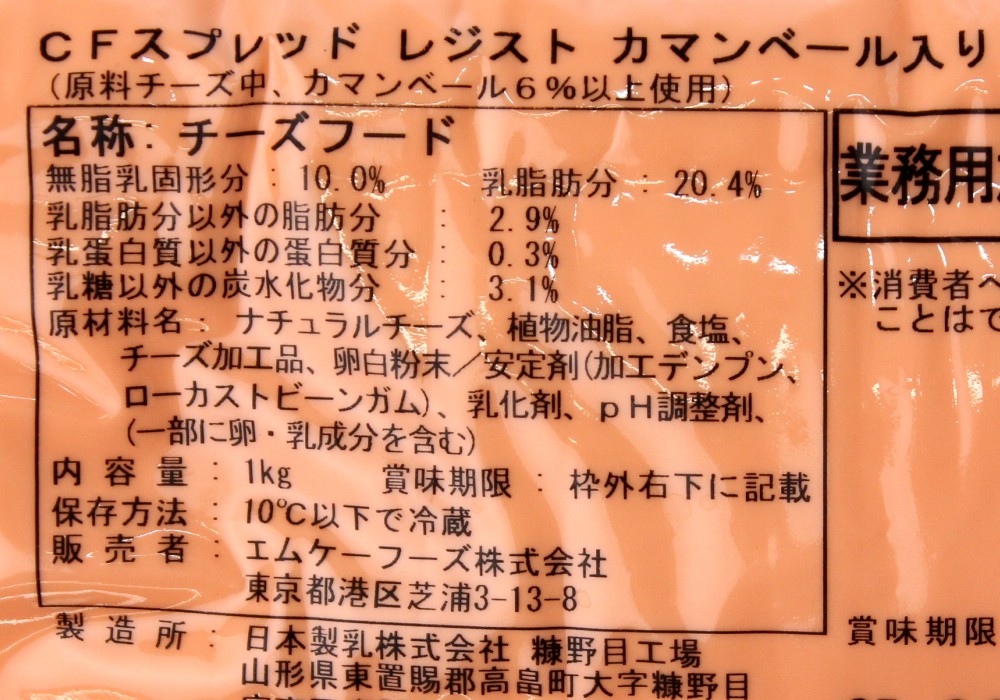 CFスプレッド レジスト カマンベール入り
(原料チーズ中、カマンベール6%以上使用)
名称: チーズフード
無脂乳固形分 : 10.0% 乳脂肪分 : 20.4%
乳脂肪分以外の脂肪分 : 2.9%
乳蛋白質以外の蛋白質分 : 0.3%
乳糖以外の炭水化物分 : 3.1%
原材料名: ナチュラルチーズ、植物油脂、食塩、
チーズ加工品、卵白粉末/安定剤(加工デンプン、
ローカストビーンガム)、乳化剤、pH調整剤、
(一部に卵・乳成分を含む)
内容量 : 1kg 賞味期限 : 枠外右下に記載
保存方法 : 10℃以下で冷蔵
販売者 : エムケーフーズ株式会社
東京都港区芝浦3-13-8
製造所 : 日本製乳株式会社 糠野目工場
山形県東置賜郡高畠町大字糠野目
業務用
※消費者へ
ことはで
賞味期限